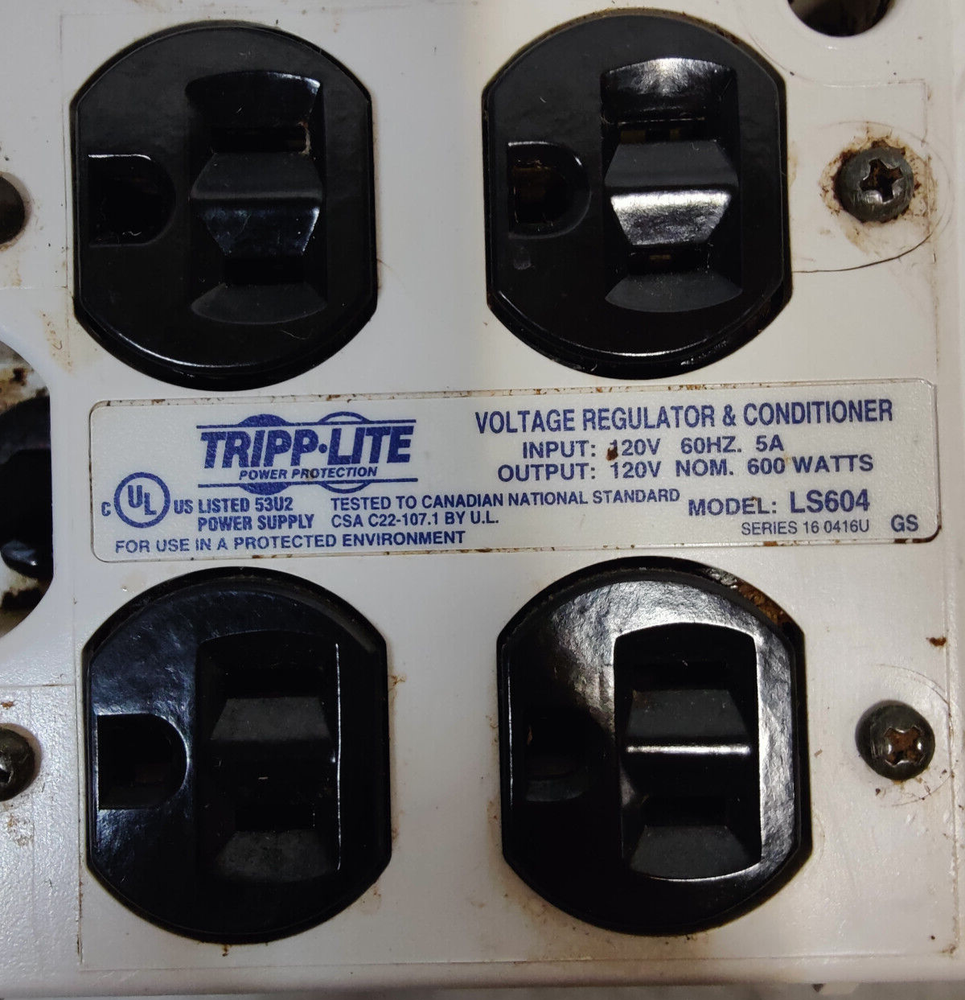 TRIPP·LITE
POWER PROTECTION
VOLTAGE REGULATOR & CONDITIONER
INPUT: 120V 60HZ. 5A
OUTPUT: 120V NOM. 600 WATTS
C UL US LISTED 53U2
POWER SUPPLY
TESTED TO CANADIAN NATIONAL STANDARD
CSA C22-107.1 BY U.L.
MODEL: LS604
SERIES 16 0416U GS
FOR USE IN A PROTECTED ENVIRONMENT